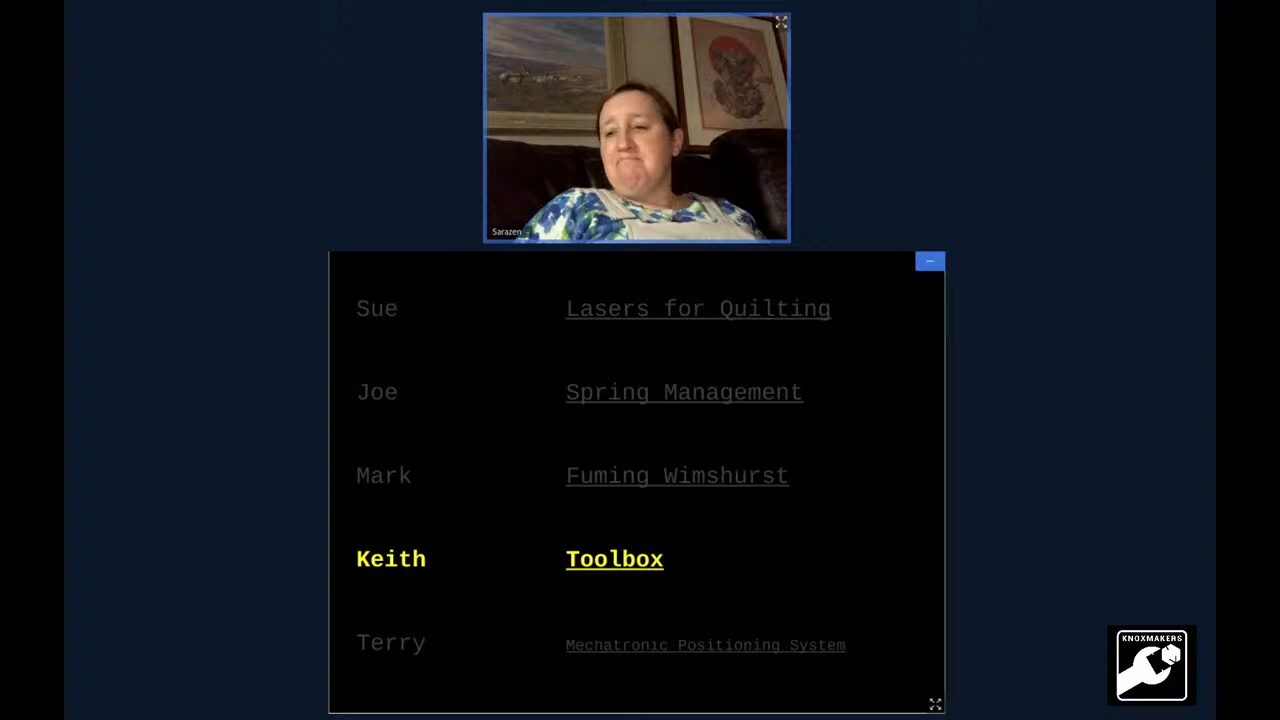 Sarazen
Sue Lasers for Quilting
Joe Spring Management
Mark Fuming Wimshurst
Keith Toolbox
Terry Mechatronic Positioning System
KNOXMAKERS